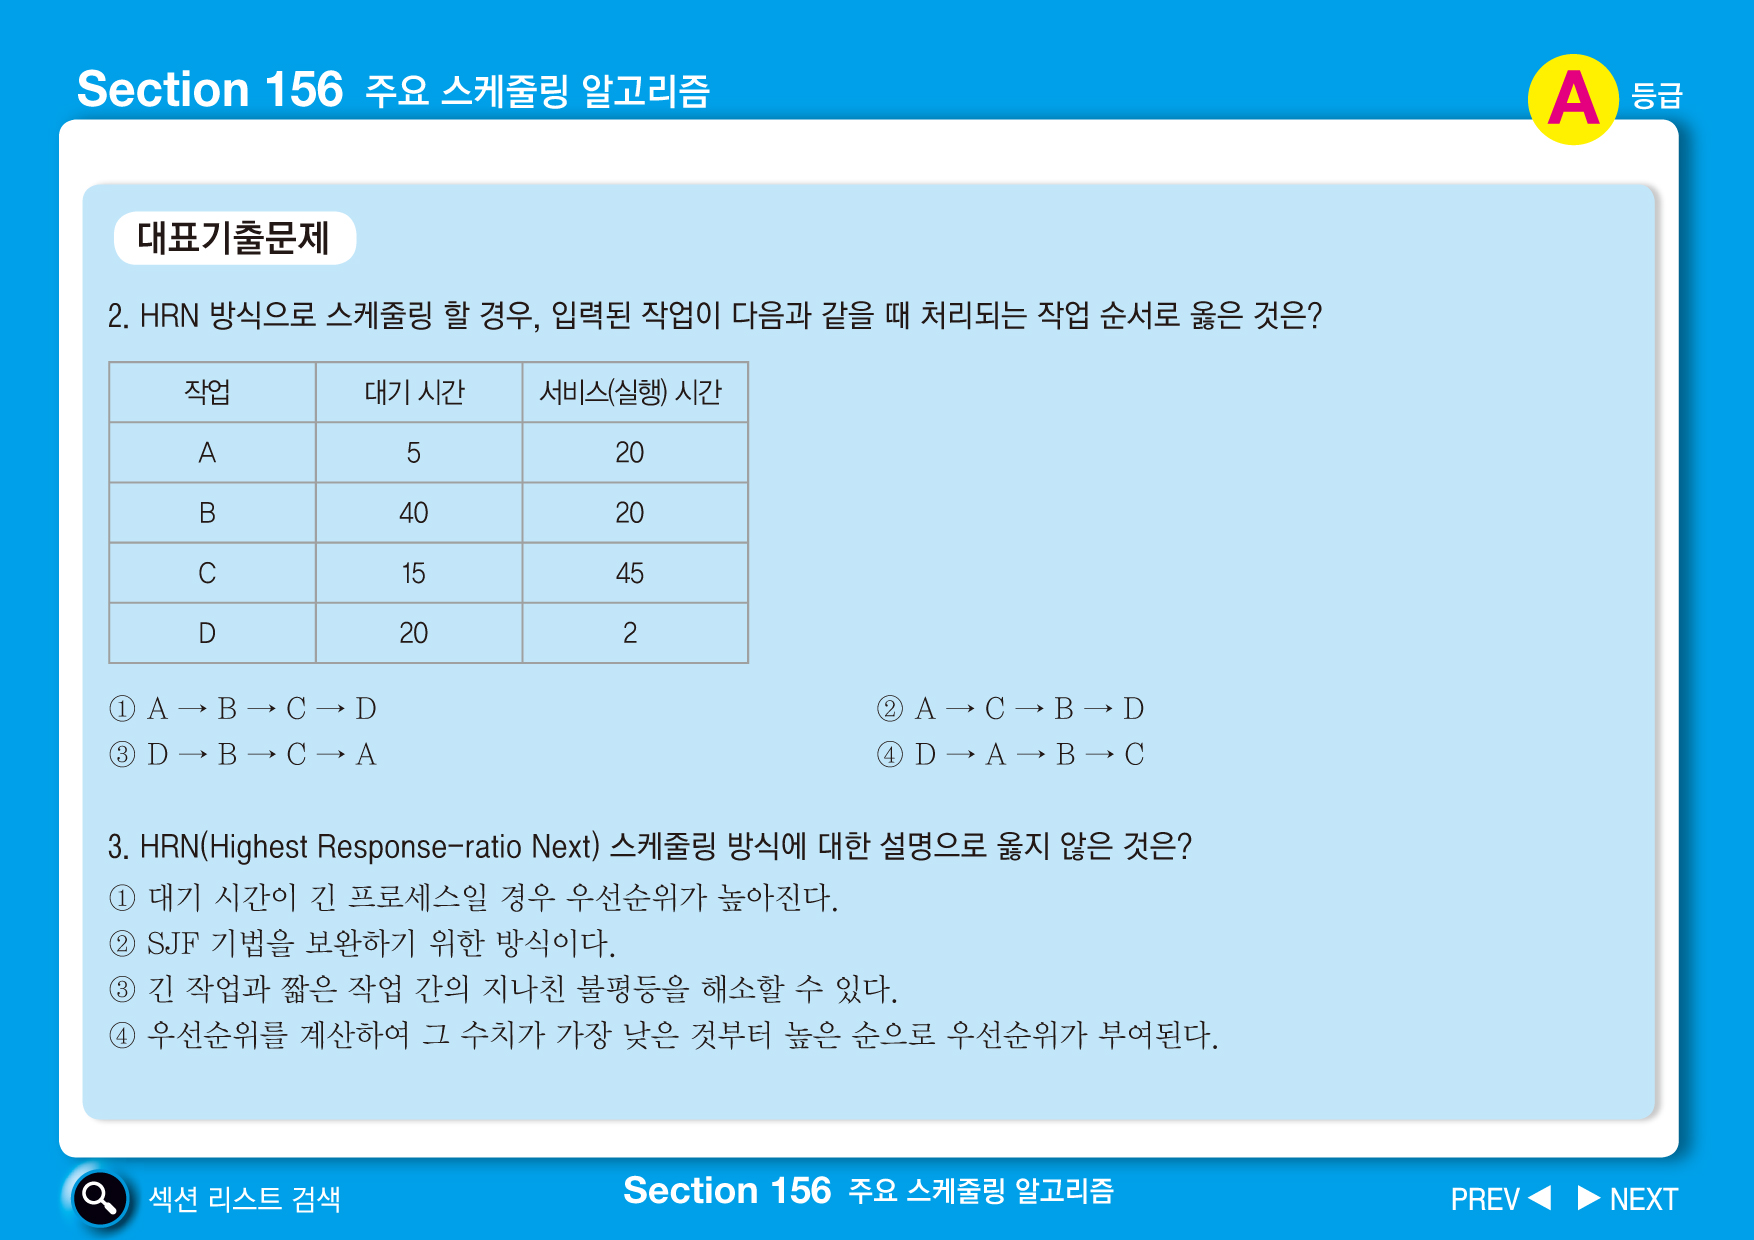 Section 156 주요 스케줄링 알고리즘
A 등급
대표기출문제
2. HRN 방식으로 스케줄링 할 경우, 입력된 작업이 다음과 같을 때 처리되는 작업 순서로 옳은 것은?
작업 대기 시간 서비스(실행) 시간
A 5 20
B 40 20
C 15 45
D 20 2
① A → B → C → D ② A → C → B → D
③ D → B → C → A ④ D → A → B → C
3. HRN(Highest Response-ratio Next) 스케줄링 방식에 대한 설명으로 옳지 않은 것은?
① 대기 시간이 긴 프로세스일 경우 우선순위가 높아진다.
② SJF 기법을 보완하기 위한 방식이다.
③ 긴 작업과 짧은 작업 간의 지나친 불평등을 해소할 수 있다.
④ 우선순위를 계산하여 그 수치가 가장 낮은 것부터 높은 순으로 우선순위가 부여된다.
섹션 리스트 검색
Section 156 주요 스케줄링 알고리즘
PREV ◀ ▶ NEXT